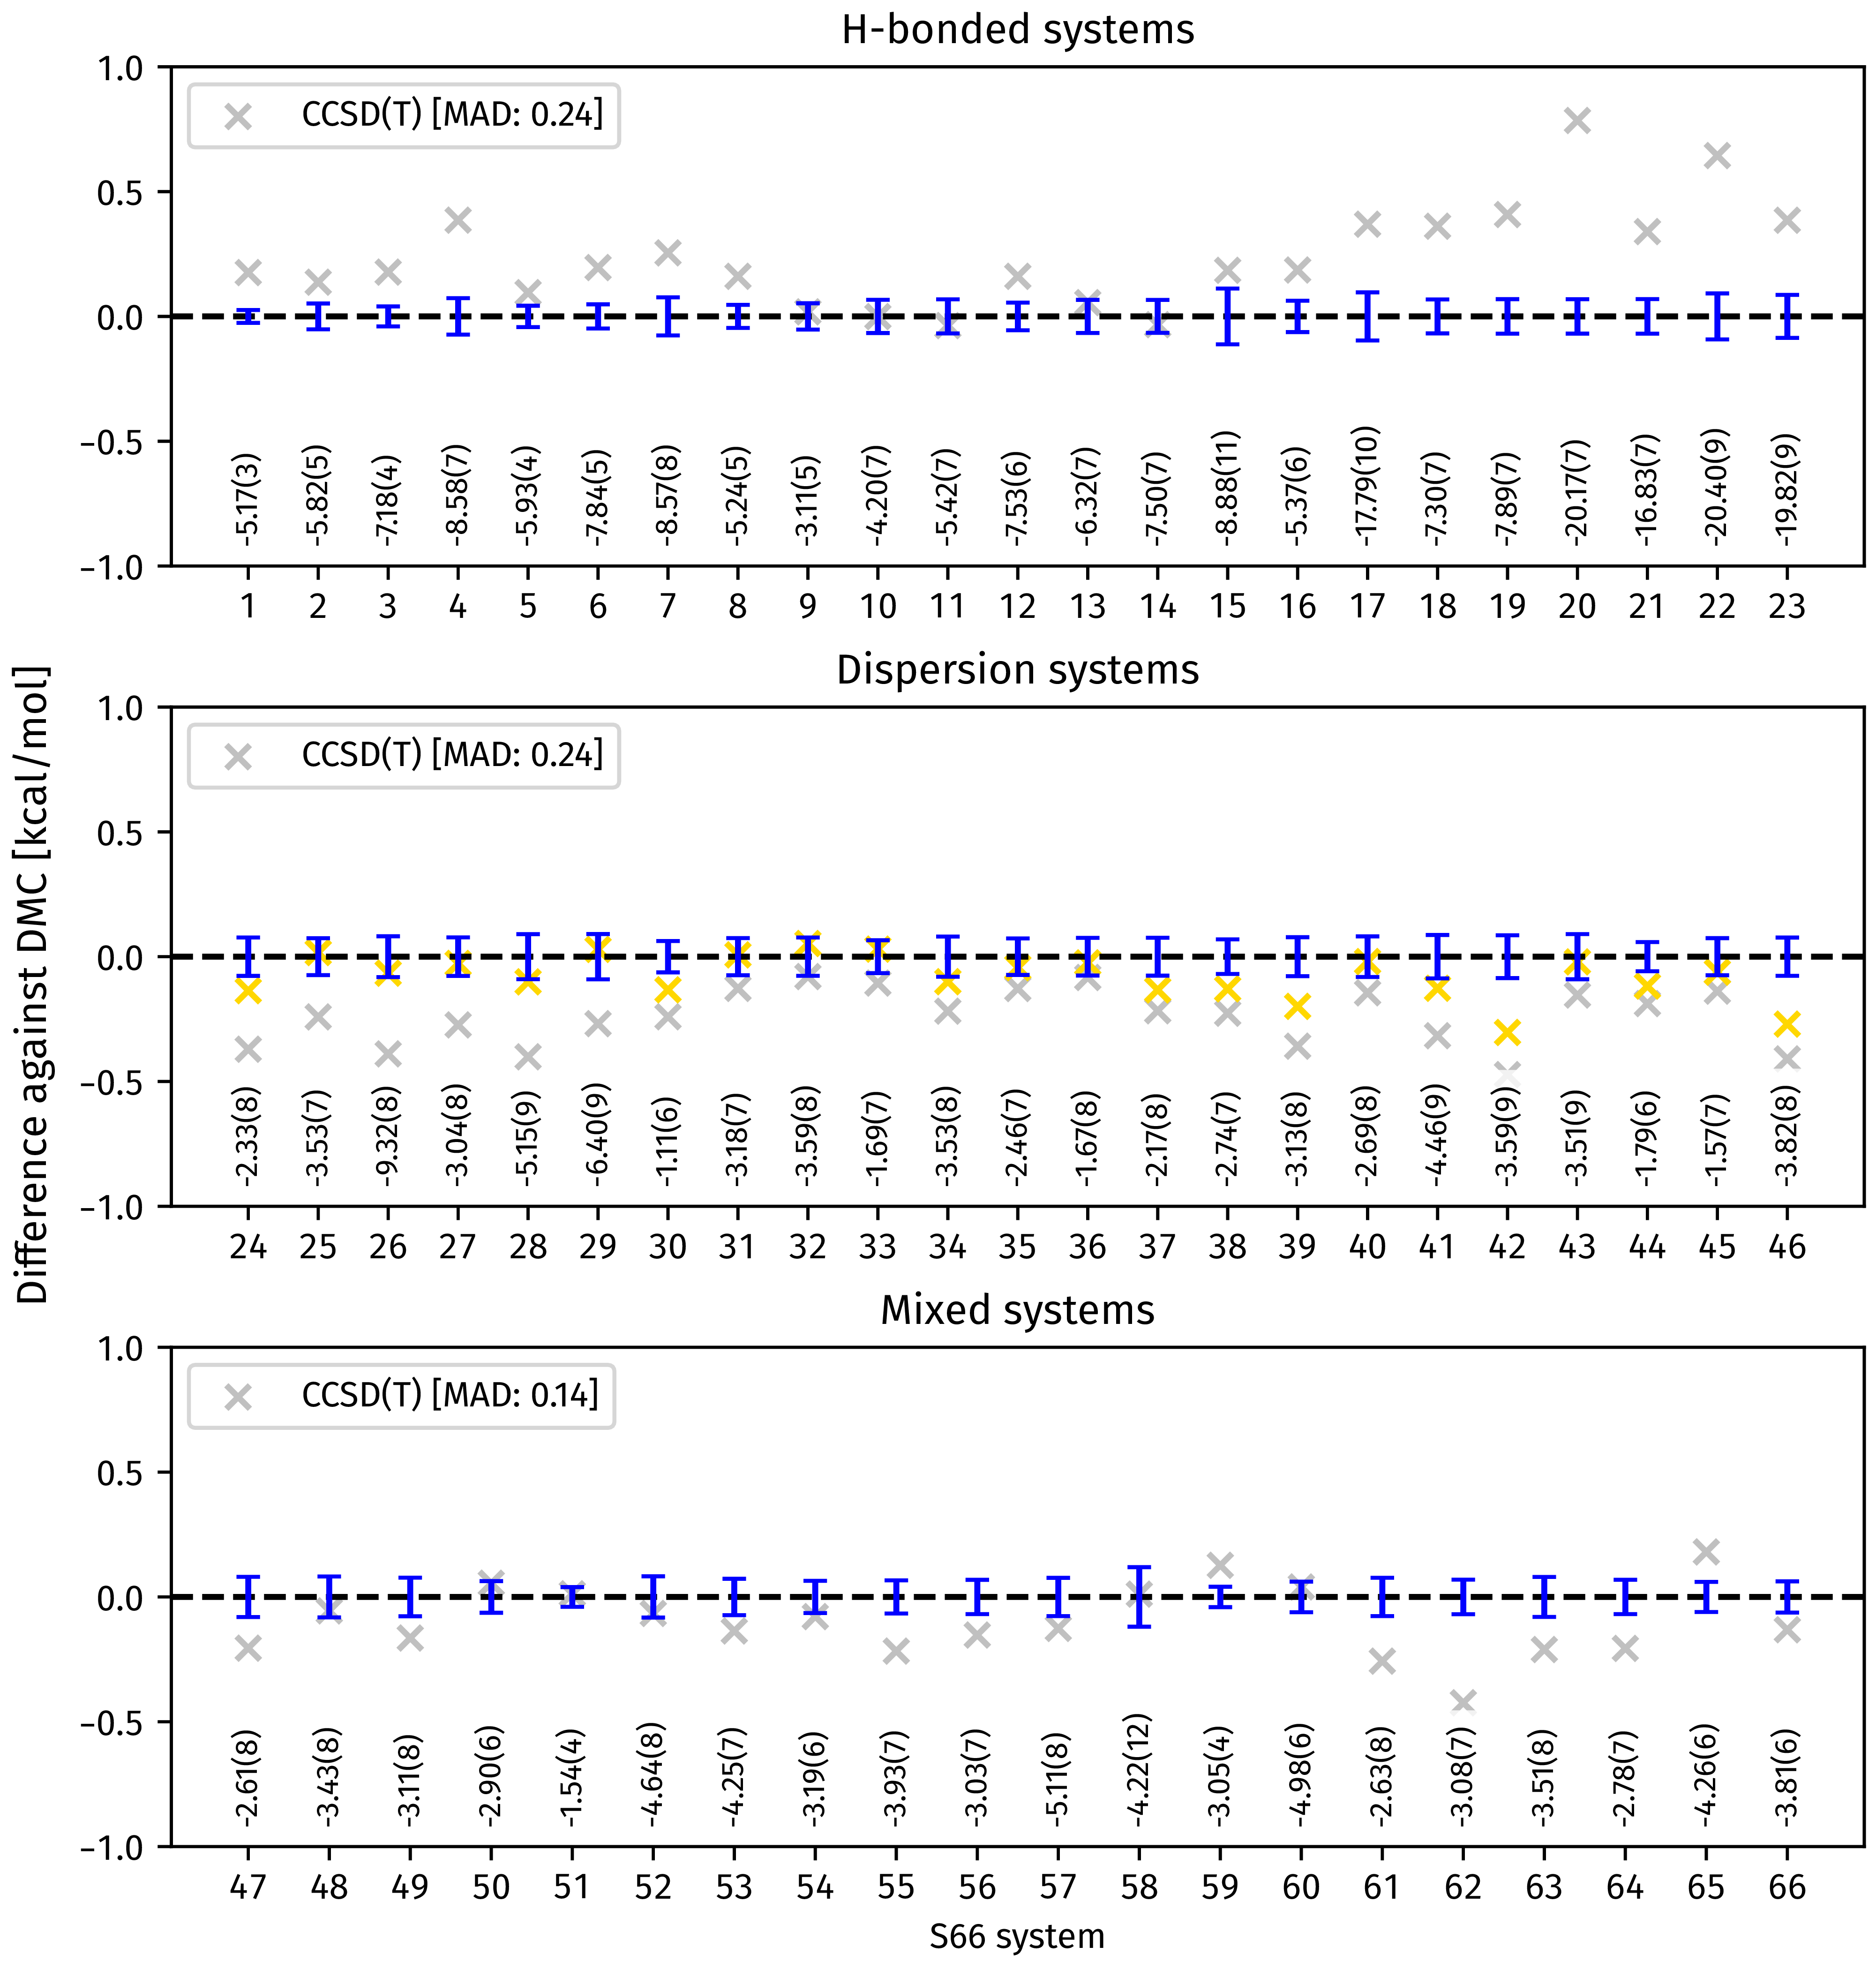 H-bonded systems
CCSD(T) [MAD: 0.24]
1.0
0.5
0.0
−0.5
−1.0
-5.17(3) -5.82(5) -7.18(4) -8.58(7) -5.93(4) -7.84(5) -8.57(8) -5.24(5) -3.11(5) -4.20(7) -5.42(7) -7.53(6) -6.32(7) -7.50(7) -8.88(11) -5.37(6) -17.79(10) -7.30(7) -7.89(7) -20.17(7) -16.83(7) -20.40(9) -19.82(9)
1 2 3 4 5 6 7 8 9 10 11 12 13 14 15 16 17 18 19 20 21 22 23
Difference against DMC [kcal/mol]
Dispersion systems
CCSD(T) [MAD: 0.24]
1.0
0.5
0.0
−0.5
−1.0
-2.33(8) -3.53(7) -9.32(8) -3.04(8) -5.15(9) -6.40(9) -1.11(6) -3.18(7) -3.59(8) -1.69(7) -3.53(8) -2.46(7) -1.67(8) -2.17(8) -2.74(7) -3.13(8) -2.69(8) -4.46(9) -3.59(9) -3.51(9) -1.79(6) -1.57(7) -3.82(8)
24 25 26 27 28 29 30 31 32 33 34 35 36 37 38 39 40 41 42 43 44 45 46
Mixed systems
CCSD(T) [MAD: 0.14]
1.0
0.5
0.0
−0.5
−1.0
-2.61(8) -3.43(8) -3.11(8) -2.90(6) -1.54(4) -4.64(8) -4.25(7) -3.19(6) -3.93(7) -3.03(7) -5.11(8) -4.22(12) -3.05(4) -4.98(6) -2.63(8) -3.08(7) -3.51(8) -2.78(7) -4.26(6) -3.81(6)
47 48 49 50 51 52 53 54 55 56 57 58 59 60 61 62 63 64 65 66
S66 system